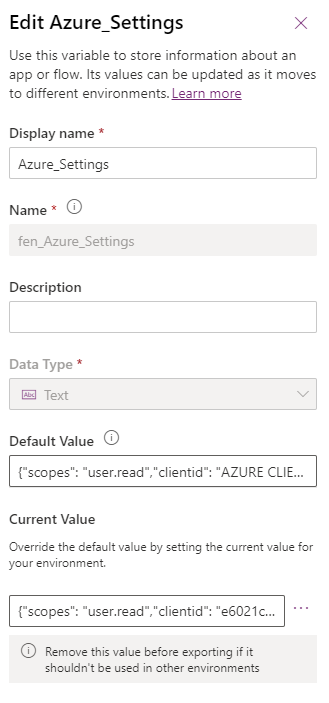 Edit Azure_Settings
Use this variable to store information about an
app or flow. Its values can be updated as it moves
to different environments. Learn more
Display name *
Azure_Settings
Name *
fen_Azure_Settings
Description
Data Type *
Abc Text
Default Value
{"scopes": "user.read","clientid": "AZURE CLIE...
Current Value
Override the default value by setting the current value for
your environment.
{"scopes": "user.read","clientid": "e6021c...
Remove this value before exporting if it
shouldn't be used in other environments